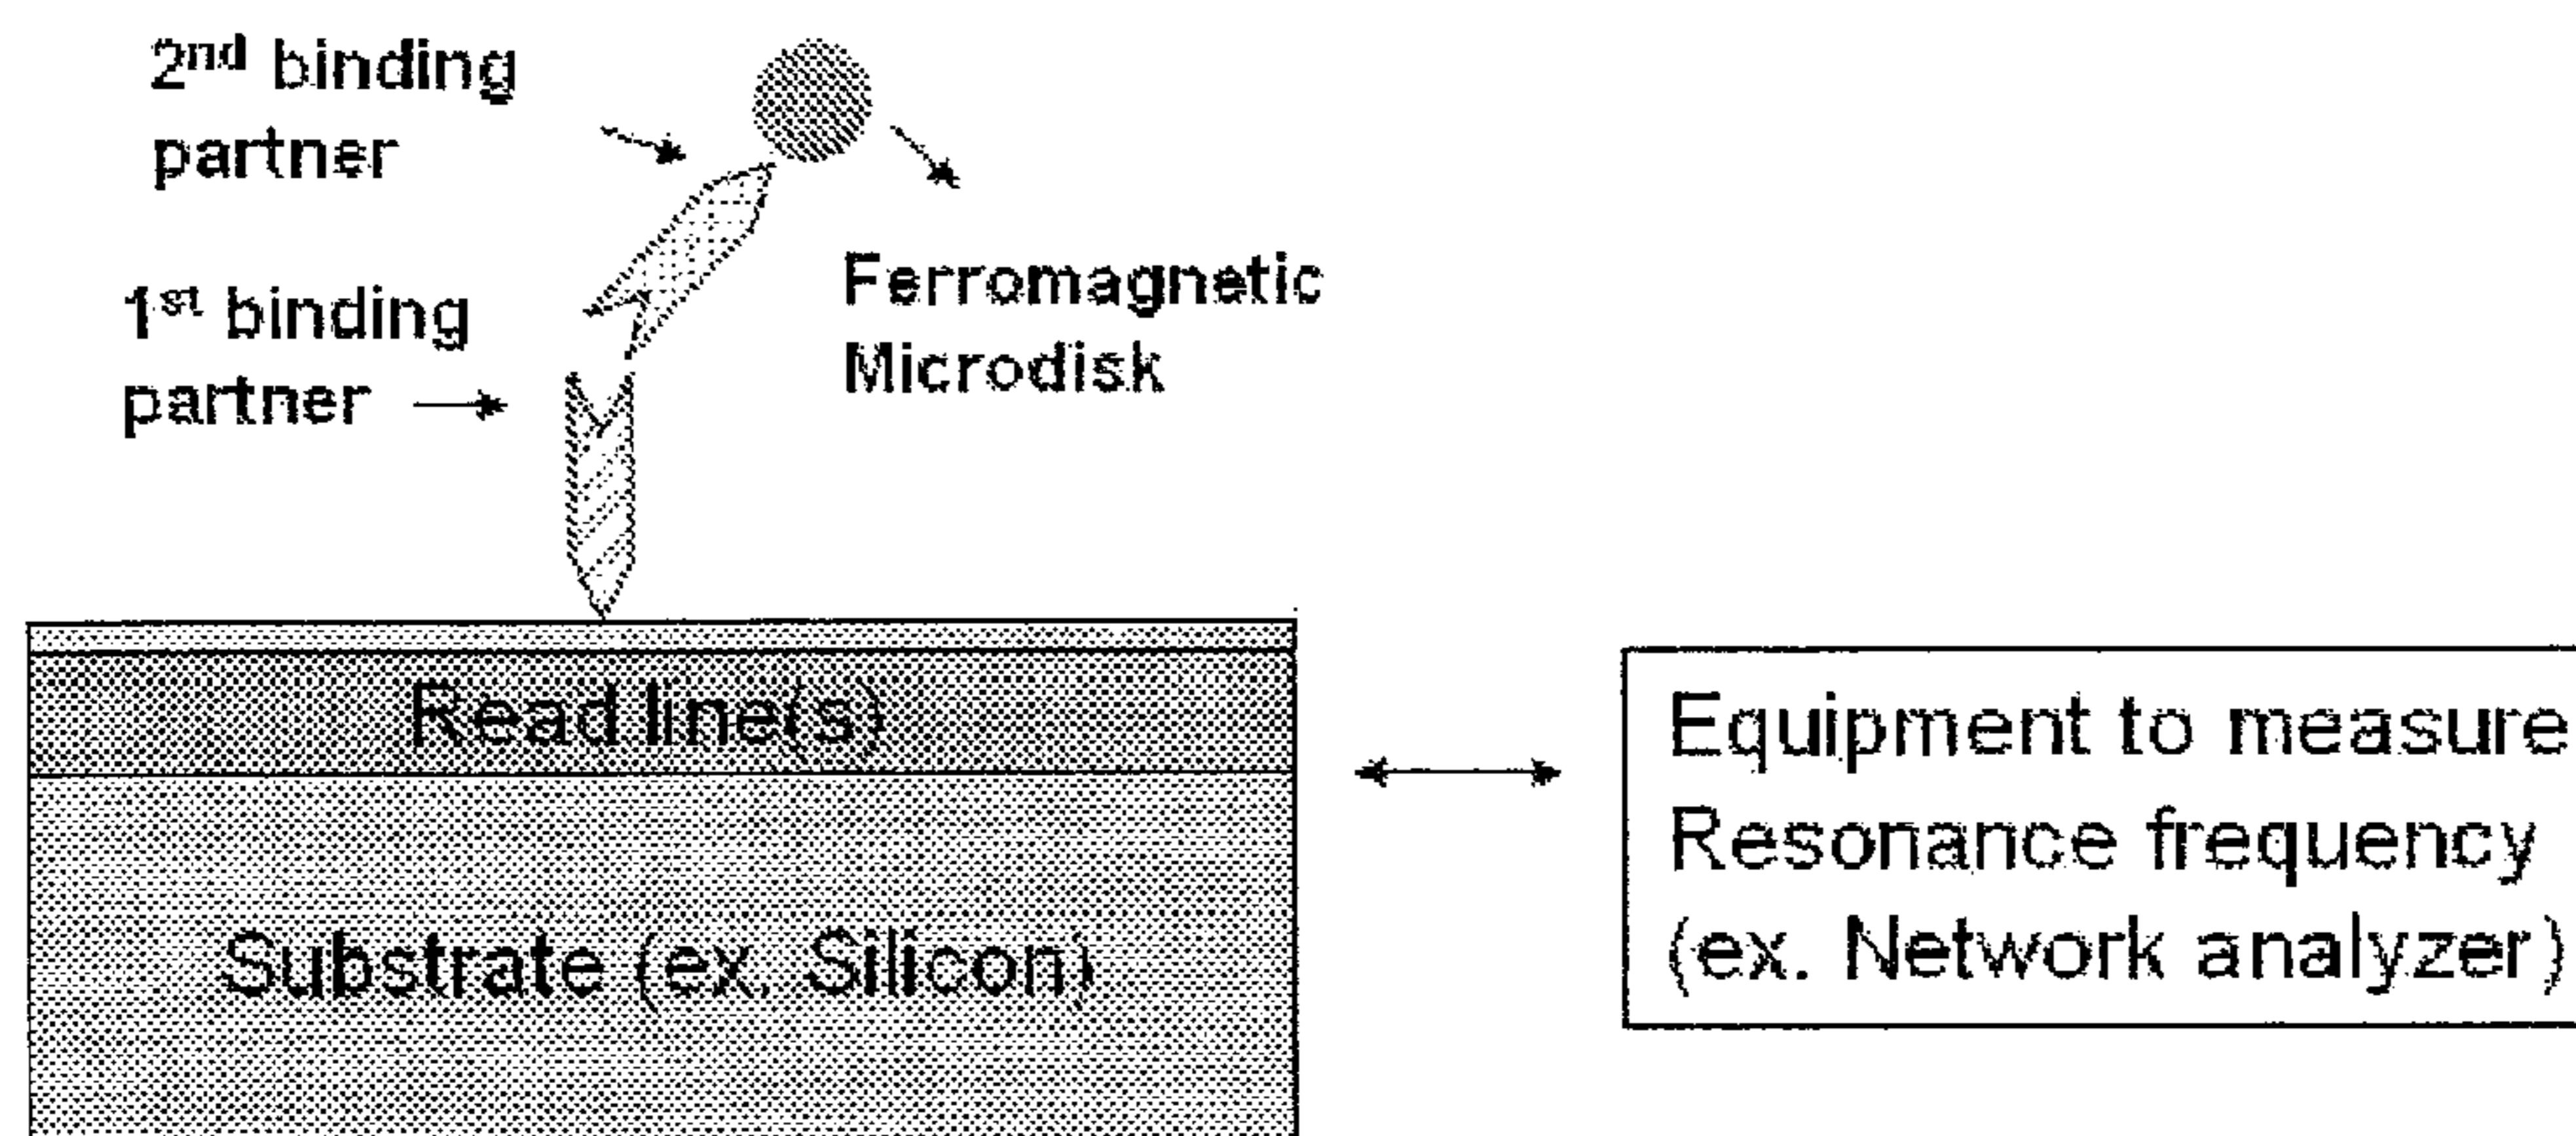 2nd binding
partner
1st binding
partner
Ferromagnetic
Microdisk
Read line(s)
Substrate (ex. Silicon)
Equipment to measure
Resonance frequency
(ex. Network analyzer)